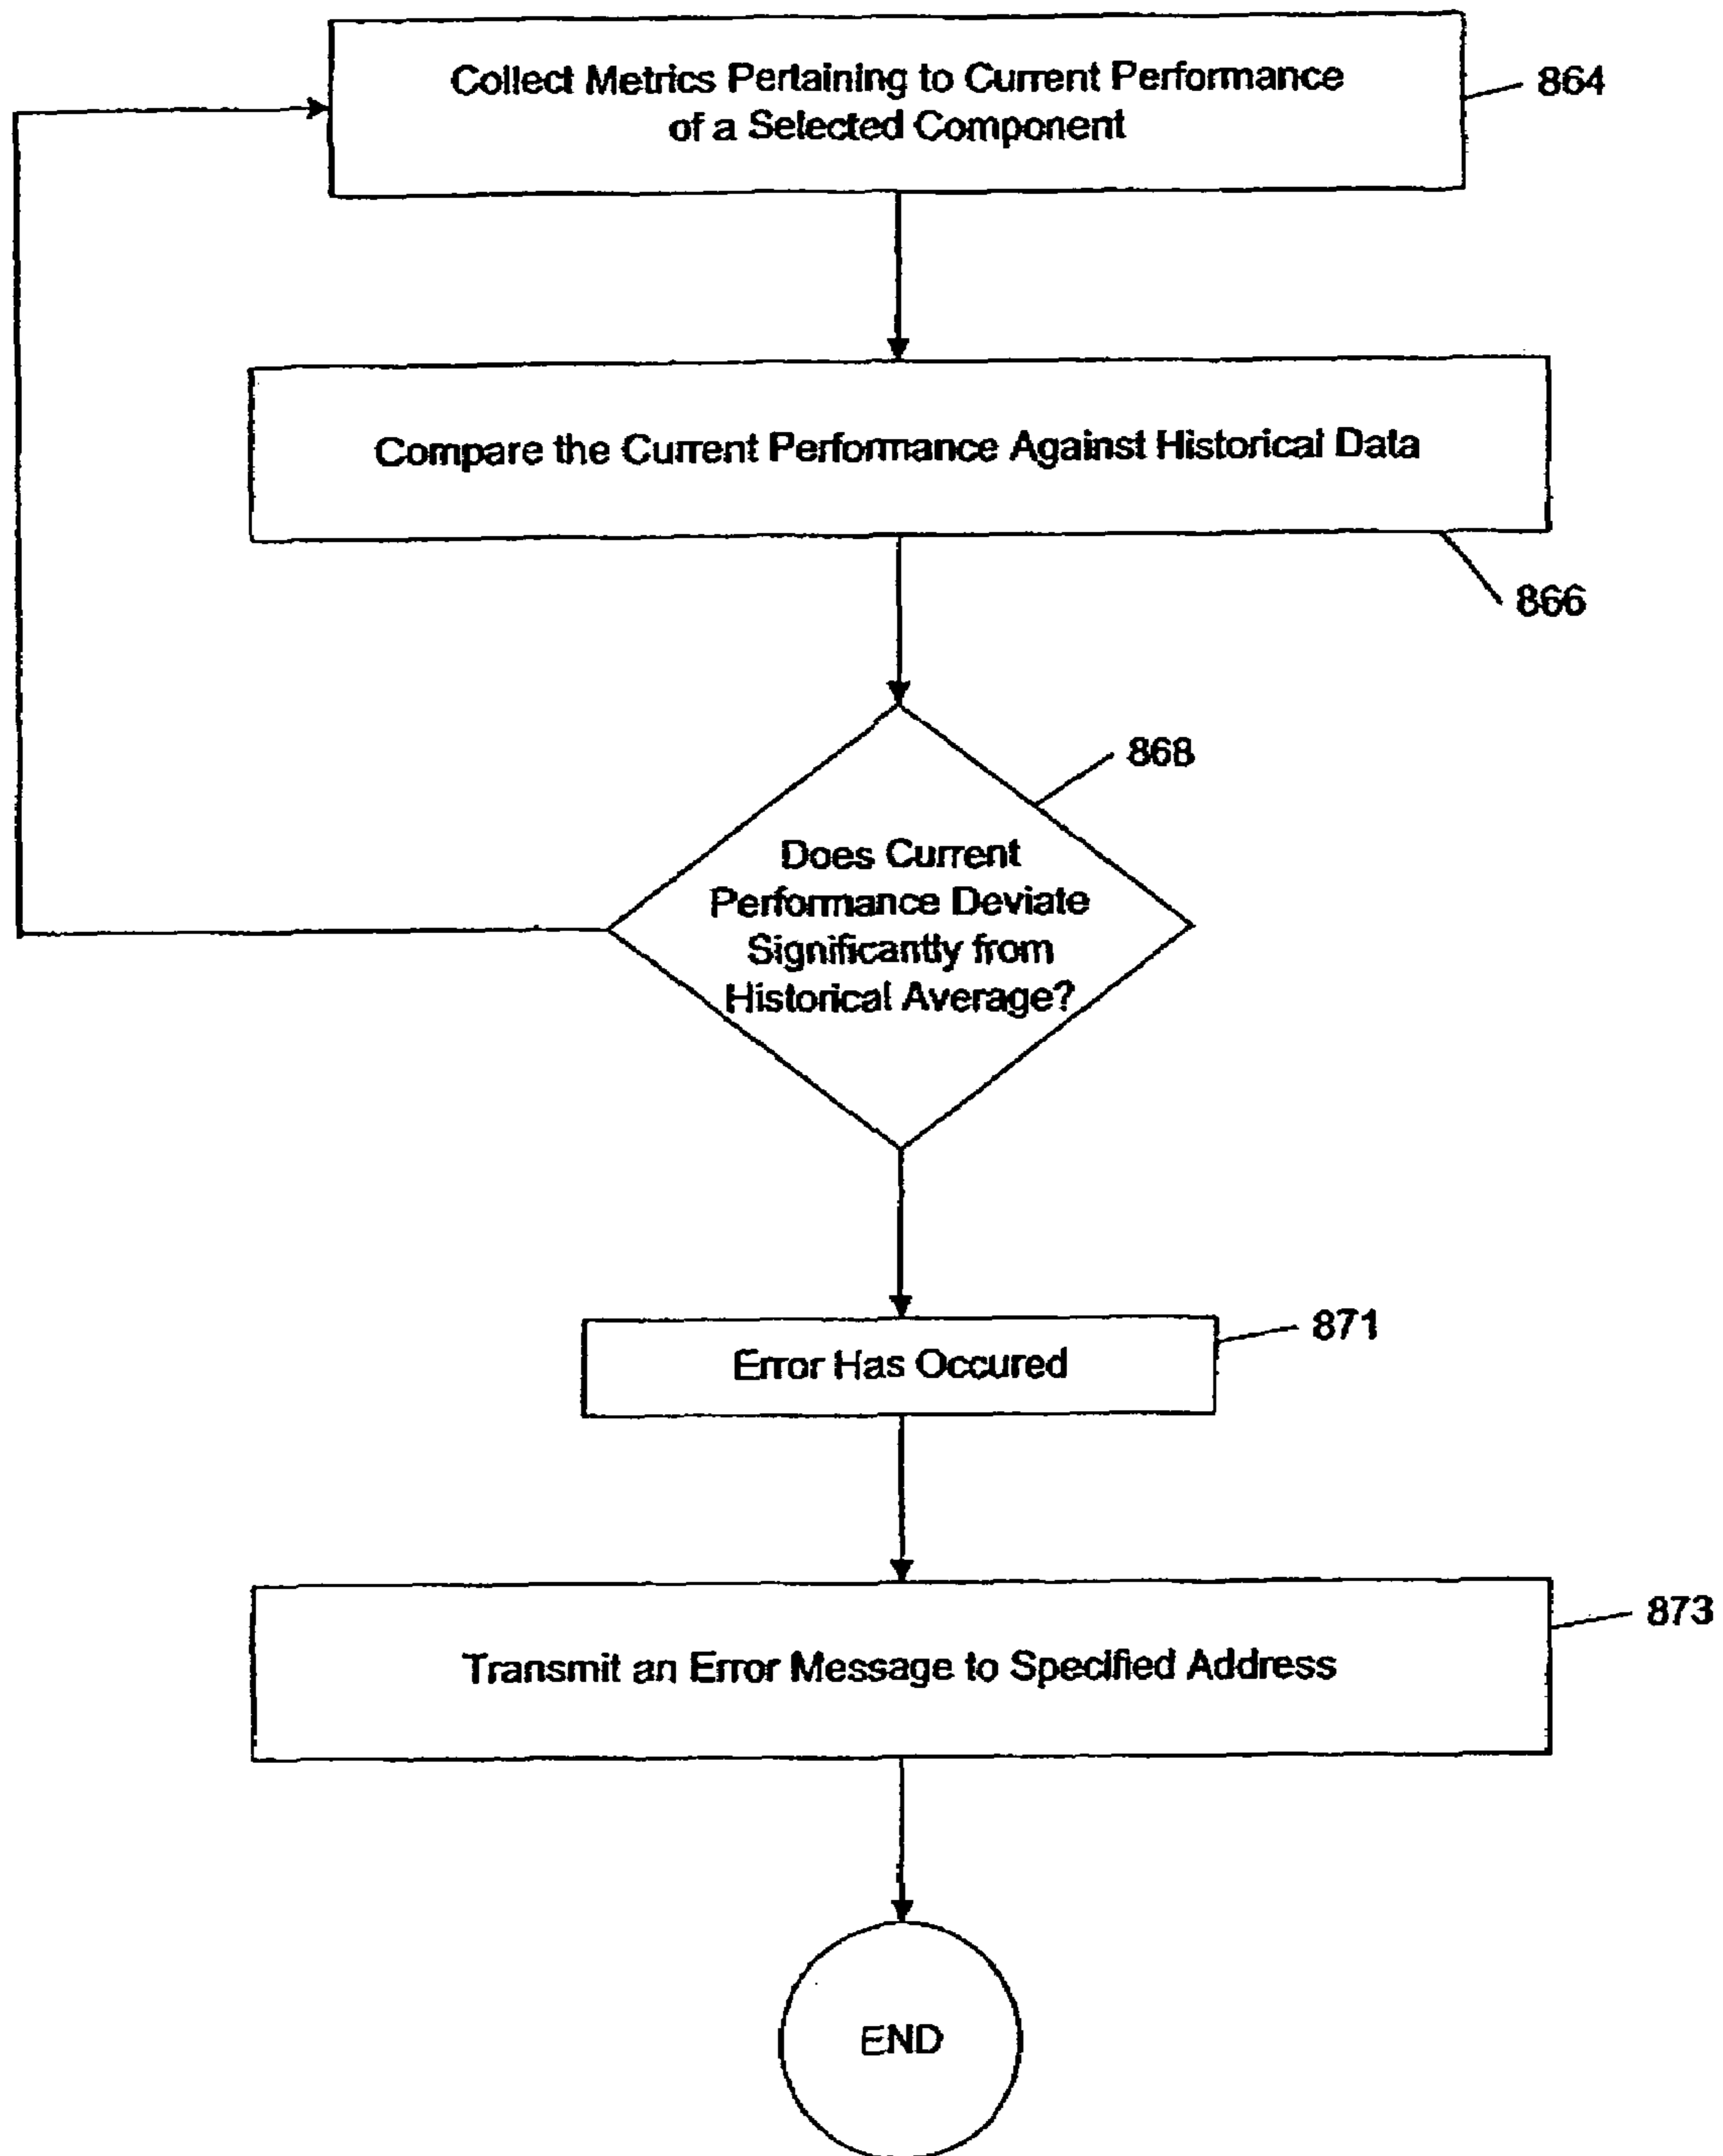 Collect Metrics Pertaining to Current Performance
of a Selected Component
864
Compare the Current Performance Against Historical Data
866
868
Does Current
Performance Deviate
Significantly from
Historical Average?
871
Error Has Occured
873
Transmit an Error Message to Specified Address
END